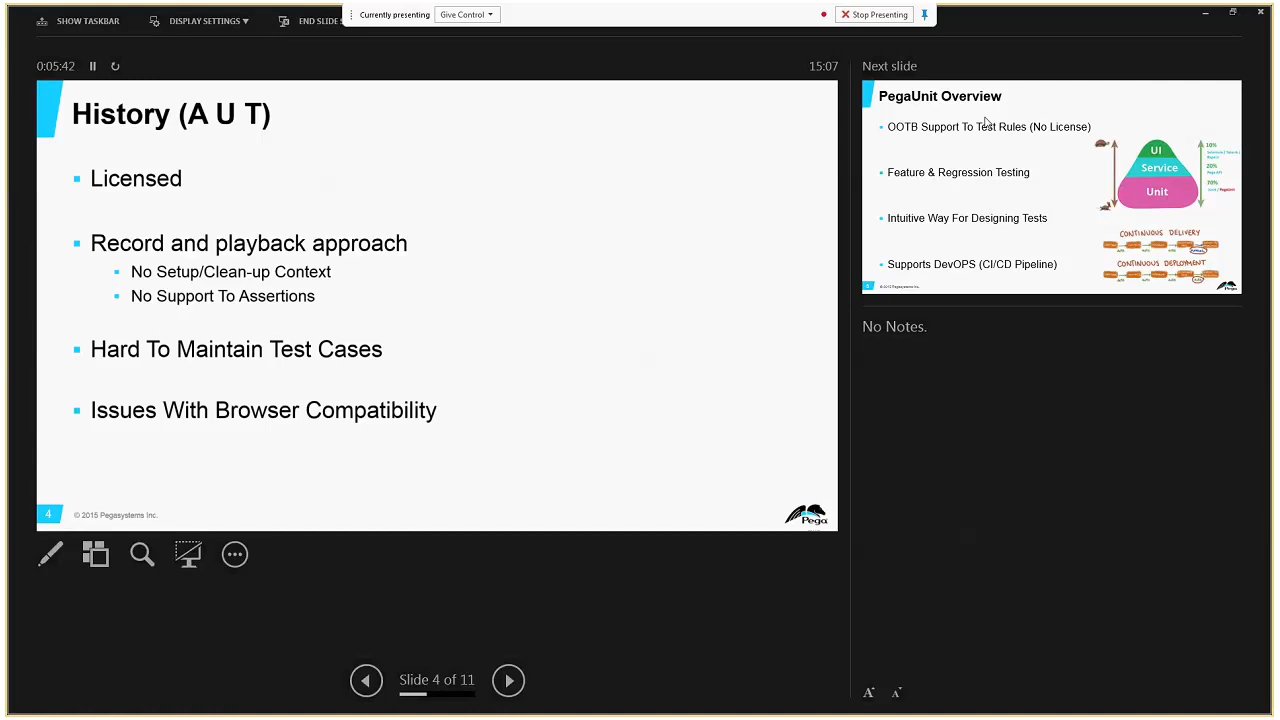 SHOW TASKBAR
DISPLAY SETTINGS ▼
END SLIDE S
Currently presenting
Give Control
Stop Presenting
0:05:42
15:07
History (A U T)
Licensed
Record and playback approach
No Setup/Clean-up Context
No Support To Assertions
Hard To Maintain Test Cases
Issues With Browser Compatibility
4
© 2015 Pegasystems Inc.
Pega
Slide 4 of 11
Next slide
PegaUnit Overview
OOTB Support To Test Rules (No License)
Feature & Regression Testing
Intuitive Way For Designing Tests
Supports DevOPS (CI/CD Pipeline)
UI
Service
Unit
10%
20%
70%
CONTINUOUS DELIVERY
CONTINUOUS DEPLOYMENT
No Notes.
A
A